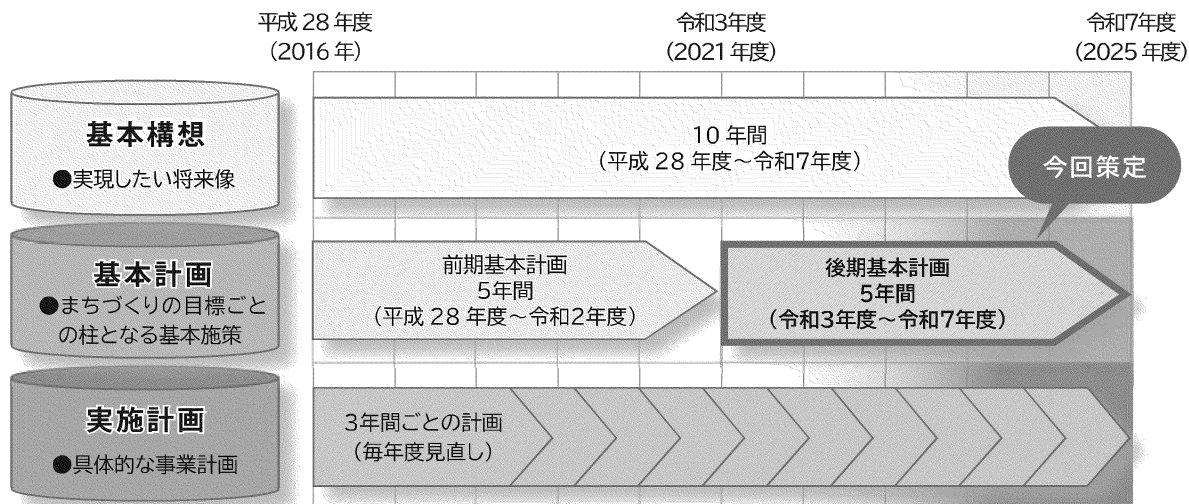 平成 28 年度
（2016 年）
令和3年度
（2021 年度）
令和7年度
（2025 年度）
基本構想
●実現したい将来像
10 年間
（平成 28 年度～令和7年度）
今回策定
基本計画
●まちづくりの目標ごと
の柱となる基本施策
前期基本計画
5年間
（平成 28 年度～令和2年度）
後期基本計画
5年間
（令和3年度～令和7年度）
実施計画
●具体的な事業計画
3年間ごとの計画
（毎年度見直し）